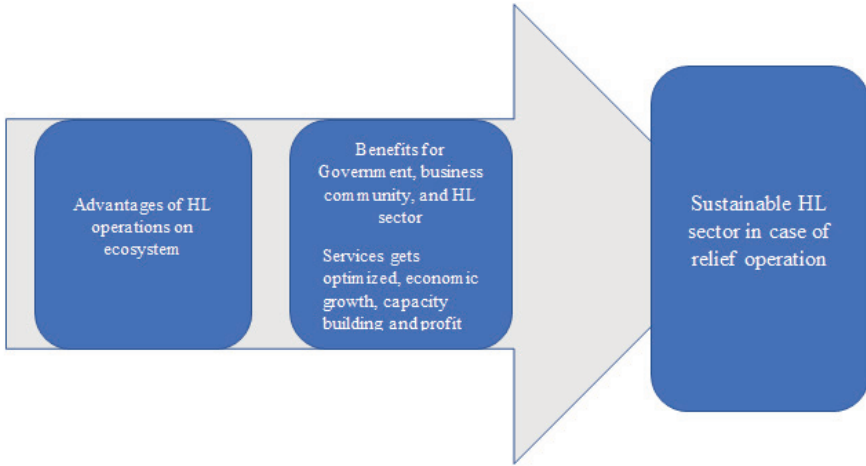 Advantages of HL
operations on
ecosystem
Benefits for
Government, business
community, and HL
sector
Services gets
optimized, economic
growth, capacity
building and profit
Sustainable HL
sector in case of
relief operation